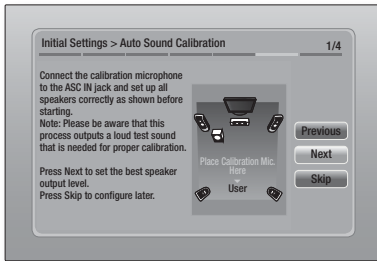 Initial Settings > Auto Sound Calibration
1/4
Connect the calibration microphone
to the ASC IN jack and set up all
speakers correctly as shown before
starting.
Note: Please be aware that this
process outputs a loud test sound
that is needed for proper calibration.
Press Next to set the best speaker
output level.
Press Skip to configure later.
Place Calibration Mic.
Here
User
Previous
Next
Skip